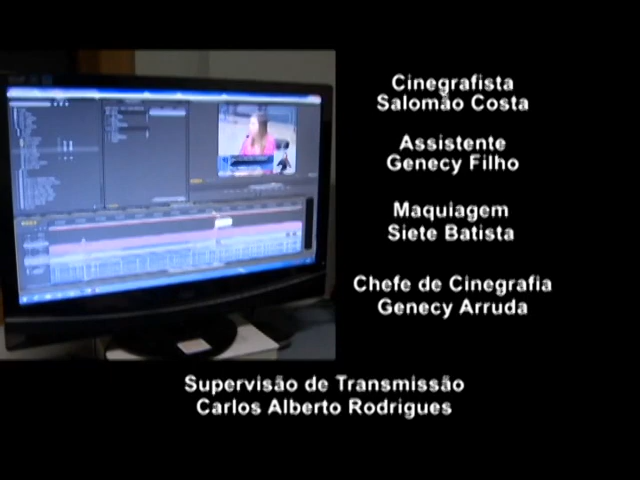 Cinegrafista
Salomão Costa
Assistente
Genecy Filho
Maquiagem
Siete Batista
Chefe de Cinegrafia
Genecy Arruda
Supervisão de Transmissão
Carlos Alberto Rodrigues